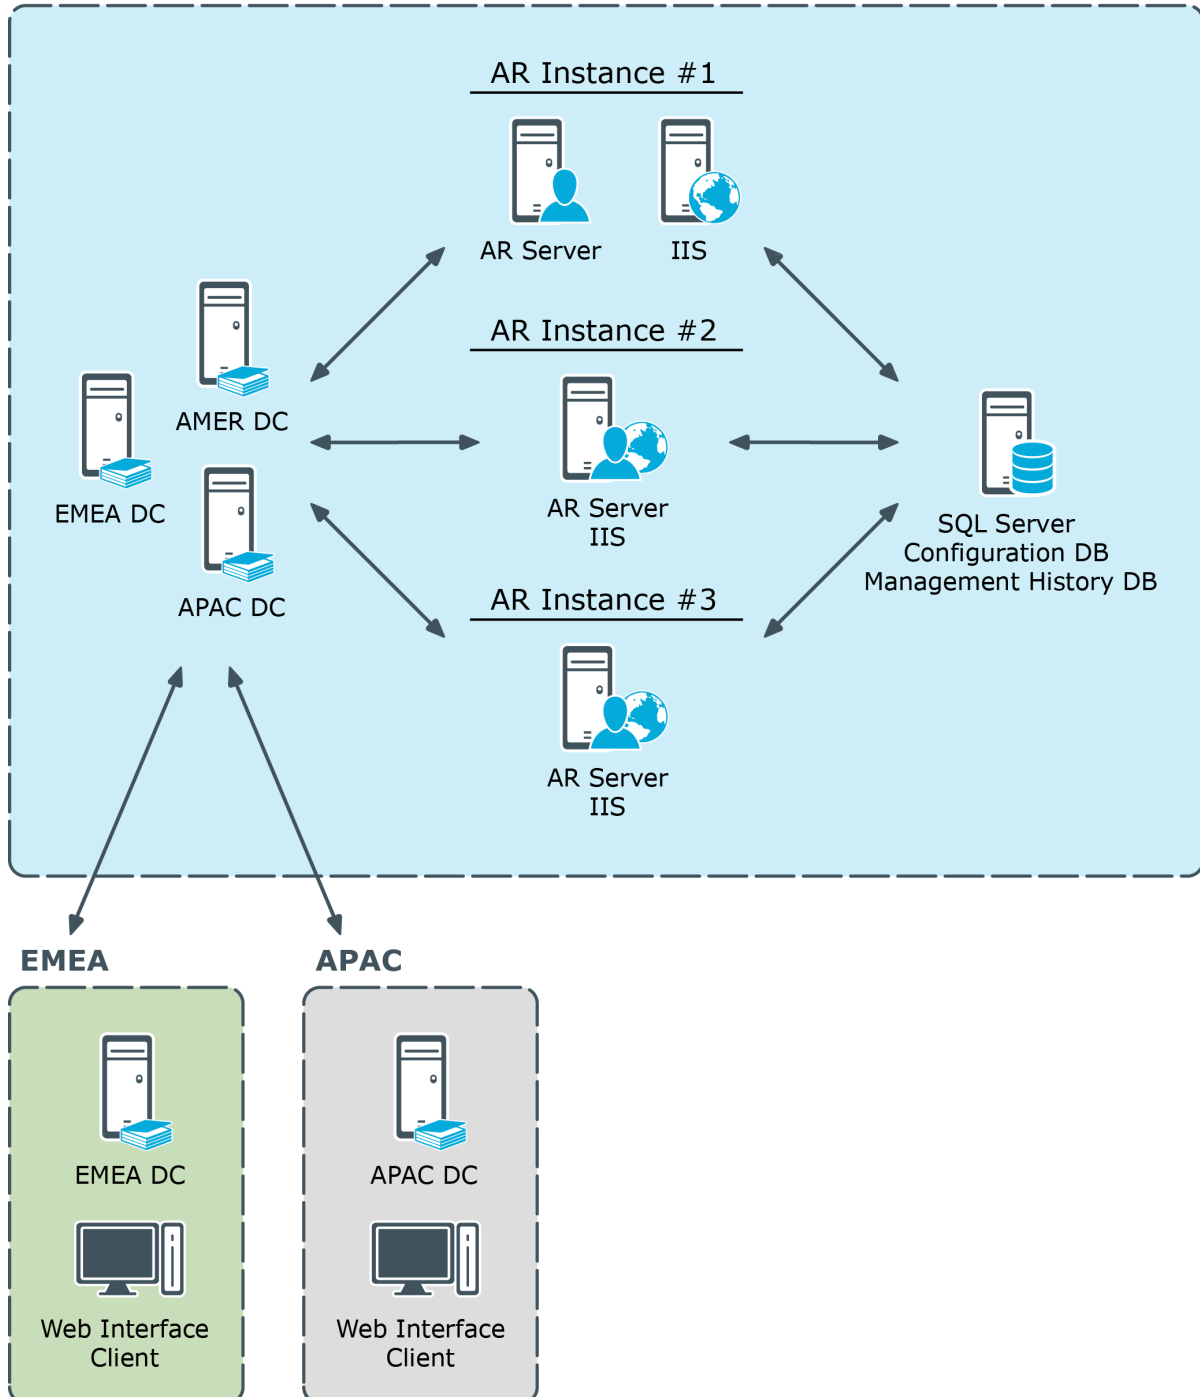 AR Instance #1
AR Server
IIS
AR Instance #2
AMER DC
EMEA DC
APAC DC
AR Server
IIS
SQL Server
Configuration DB
Management History DB
AR Instance #3
AR Server
IIS
EMEA
APAC
EMEA DC
Web Interface
Client
APAC DC
Web Interface
Client